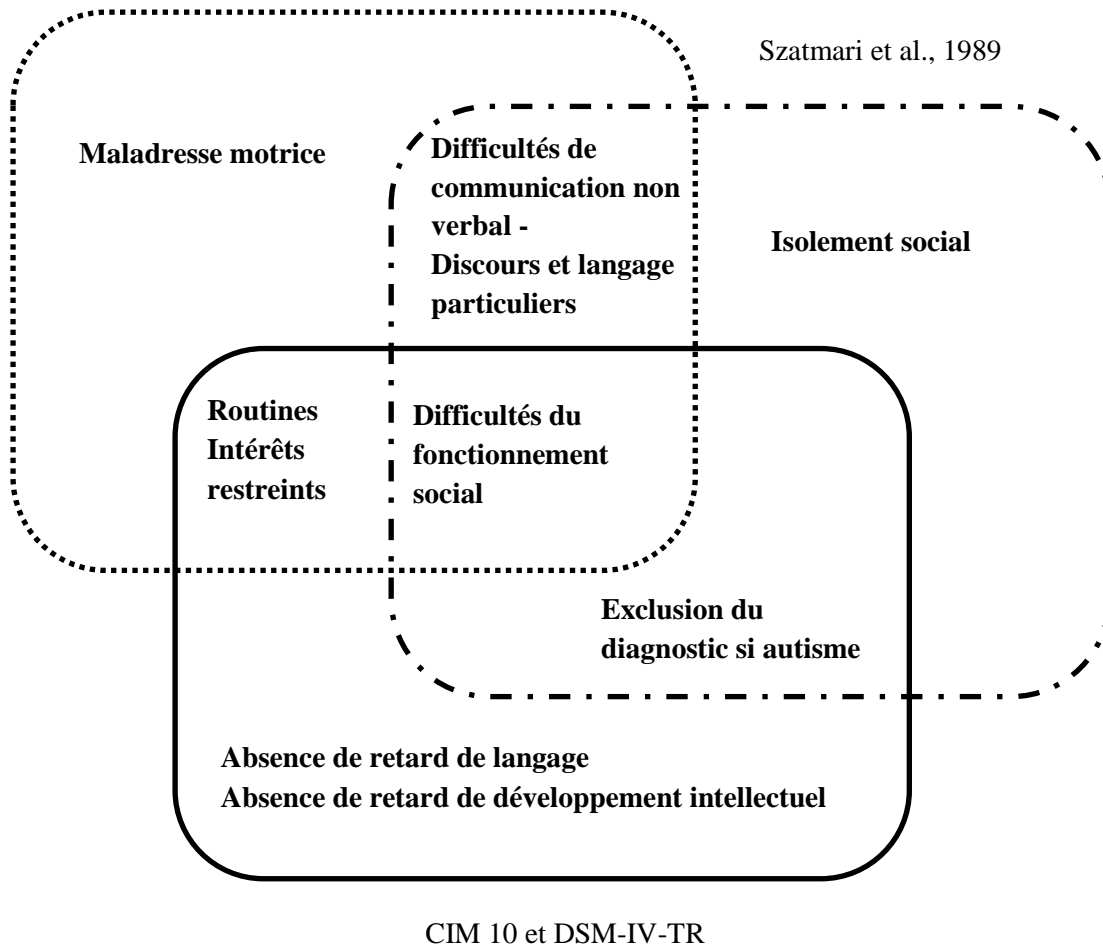 Szatmari et al., 1989
Maladresse motrice
Difficultés de
communication non
verbal -
Discours et langage
particuliers
Isolement social
Routines
Intérêts
restreints
Difficultés du
fonctionnement
social
Exclusion du
diagnostic si autisme
Absence de retard de langage
Absence de retard de développement intellectuel
CIM 10 et DSM-IV-TR